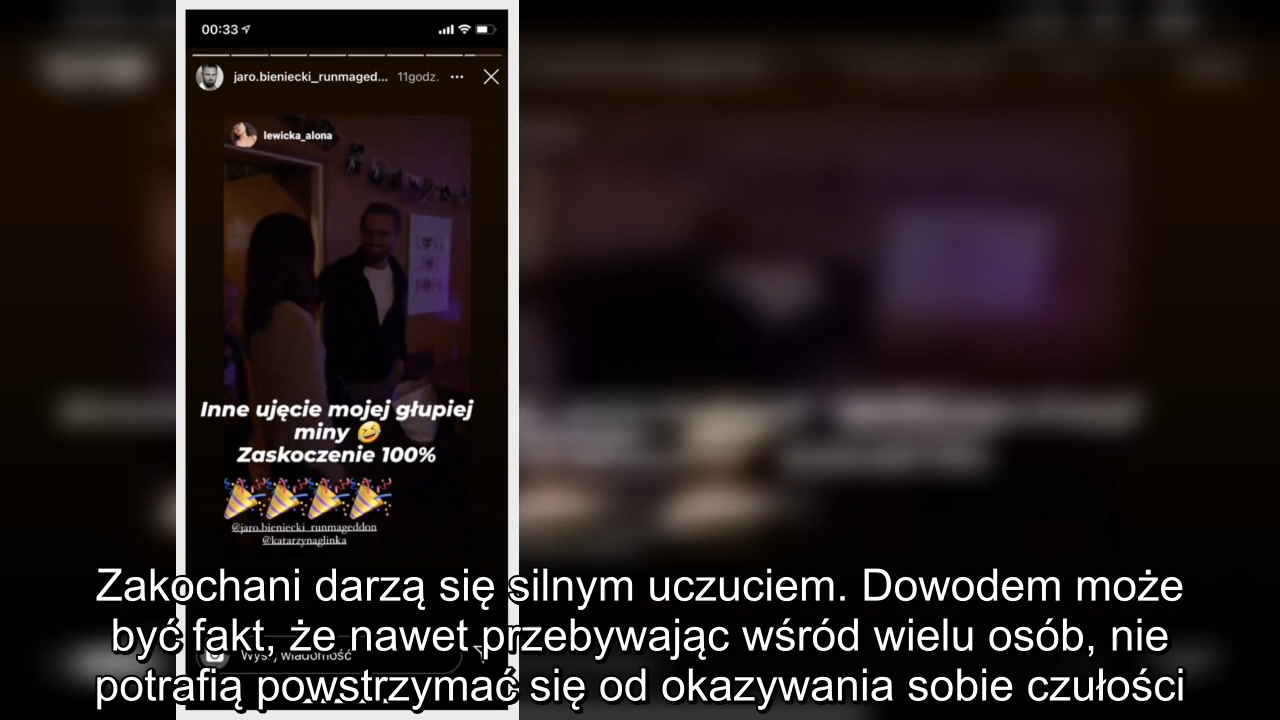 00:33
jaro.bieniecki_runmaged... 11godz.
lewicka_alona
Inne ujęcie mojej głupiej
miny
Zaskoczenie 100%
@jaro.bieniecki_runmageddon
@katarzynaglinka
Zakochani darzą się silnym uczuciem. Dowodem może
być fakt, że nawet przebywając wśród wielu osób, nie
potrafią powstrzymać się od okazywania sobie czułości
wiadomość